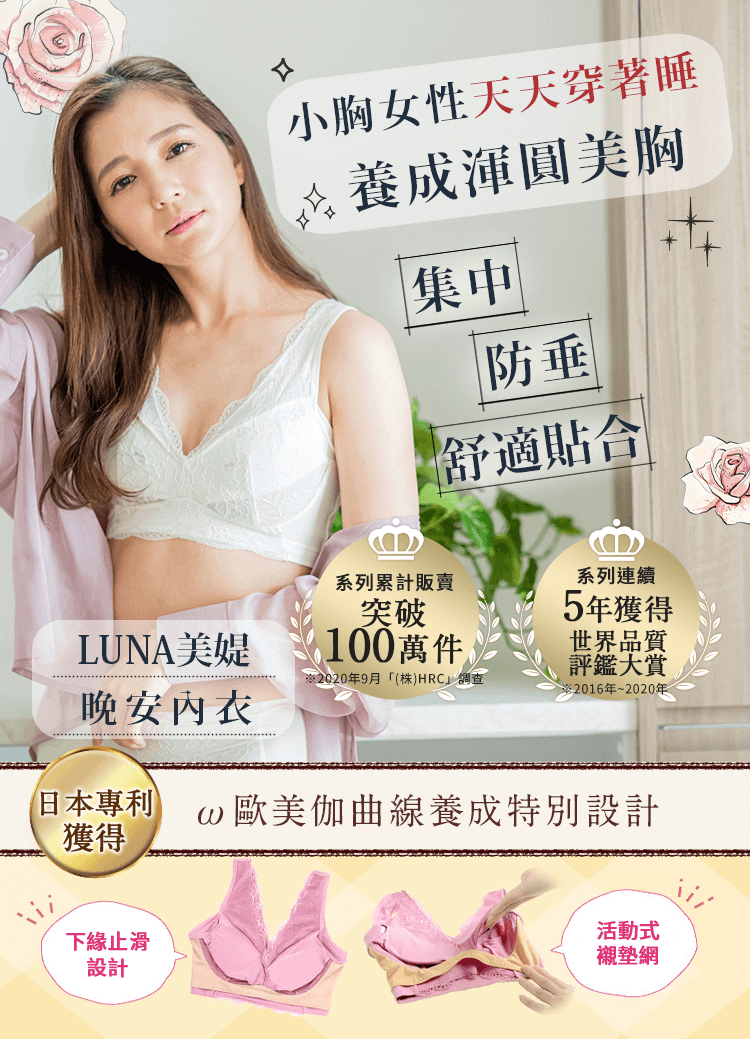 小胸女性天天穿著睡
養成渾圓美胸
集中
防垂
舒適貼合
系列累計販賣
突破
100萬件
※2020年9月「(株)HRC」調查
系列連續
5年獲得
世界品質
評鑑大賞
※2016年~2020年
LUNA美媞
晚安內衣
日本專利
獲得
ω歐美伽曲線養成特別設計
下緣止滑
設計
活動式
襯墊網